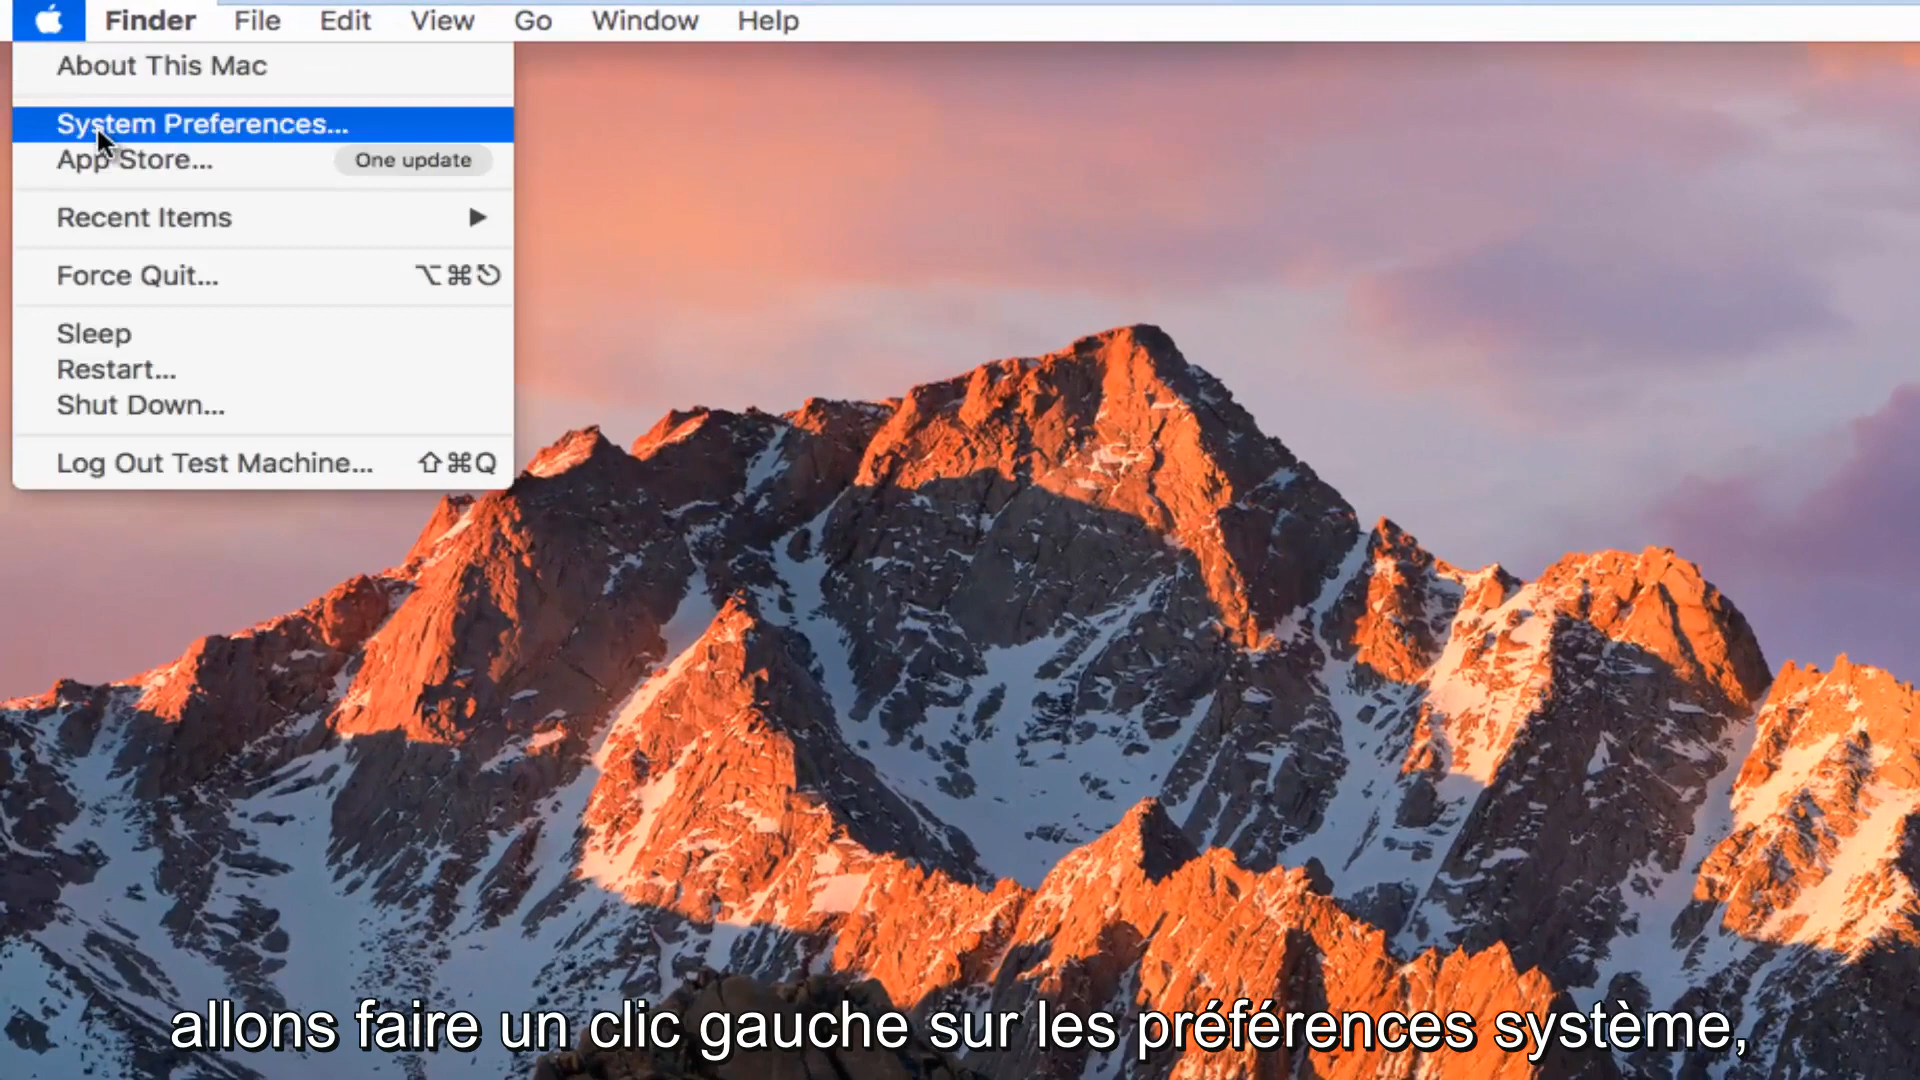 Finder File Edit View Go Window Help
About This Mac
System Preferences...
App Store... One update
Recent Items ▶
Force Quit... ⌥⌘⎋
Sleep
Restart...
Shut Down...
Log Out Test Machine... ⇧⌘Q
allons faire un clic gauche sur les préférences système,